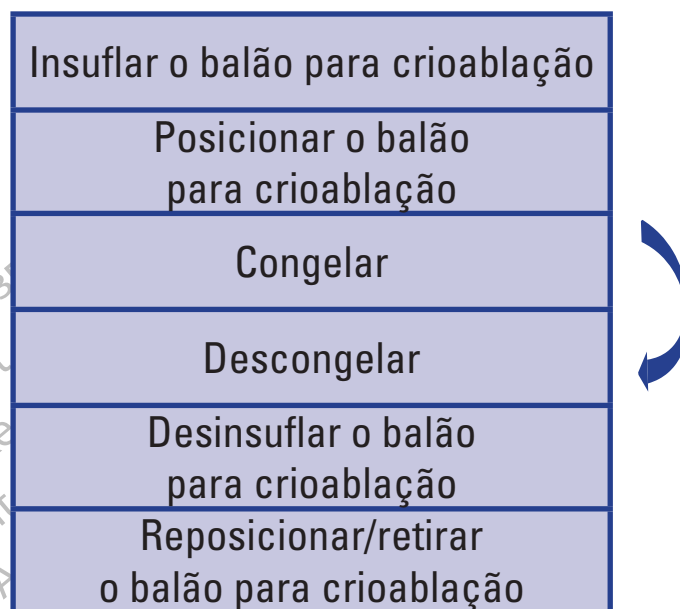 Insuflar o balão para crioablação
Posicionar o balão
para crioablação
Congelar
Descongelar
Desinsuflar o balão
para crioablação
Reposicionar/retirar
o balão para crioablação